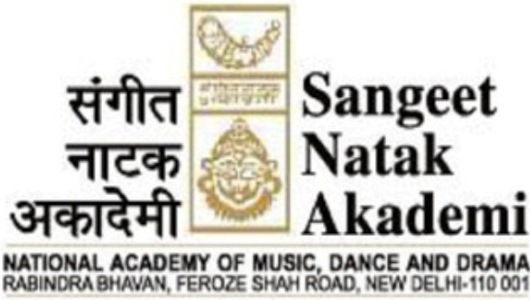 संगीत
नाटक
अकादेमी
Sangeet
Natak
Akademi
NATIONAL ACADEMY OF MUSIC, DANCE AND DRAMA
RABINDRA BHAVAN, FEROZE SHAH ROAD, NEW DELHI-110 001